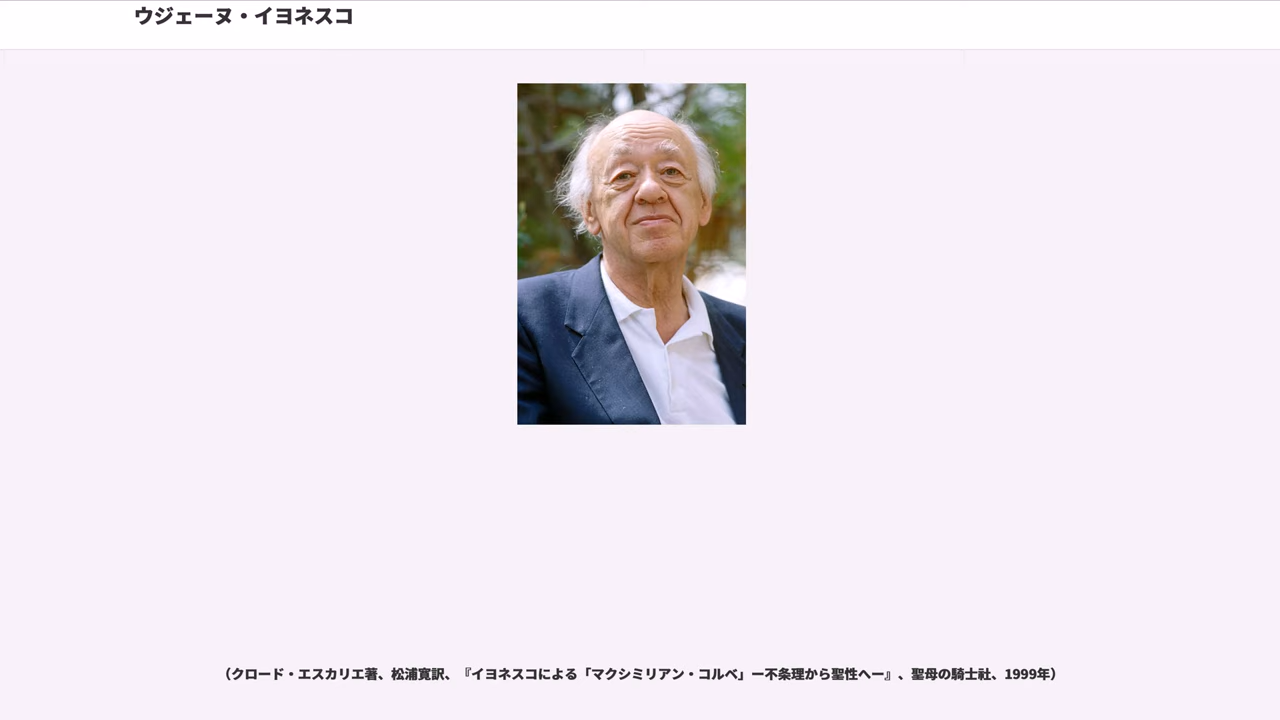 ウジェーヌ・イヨネスコ
（クロード・エスカリエ著、松浦寛訳、『イヨネスコによる「マクシミリアン・コルベ」ー不条理から聖性へー』、聖母の騎士社、1999年）